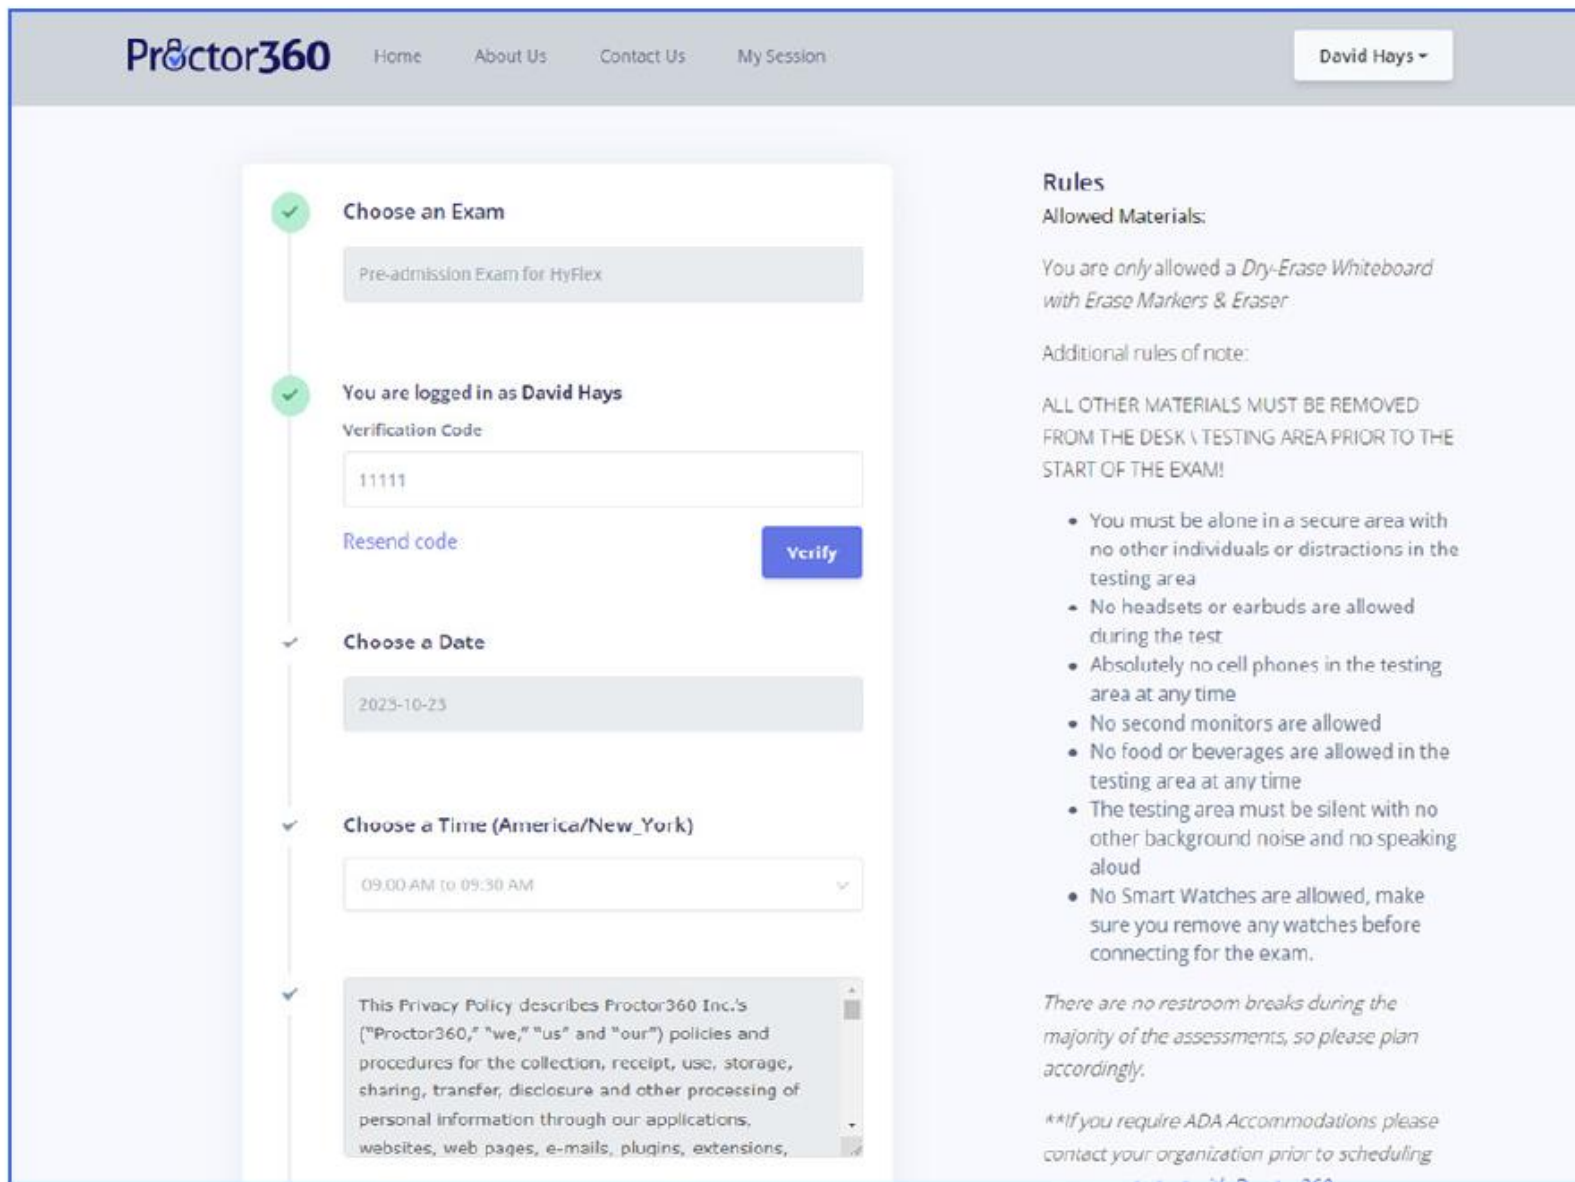 Proctor360
Home
About Us
Contact Us
My Session
David Hays
Choose an Exam
Pre-admission Exam for HyFlex
You are logged in as David Hays
Verification Code
11111
Resend code
Verify
Choose a Date
2023-10-23
Choose a Time (America/New_York)
09:00 AM to 09:30 AM
This Privacy Policy describes Proctor360 Inc.'s
("Proctor360," "we," "us" and "our") policies and
procedures for the collection, receipt, use, storage,
sharing, transfer, disclosure and other processing of
personal information through our applications,
websites, web pages, e-mails, plugins, extensions,
Rules
Allowed Materials:
You are only allowed a Dry-Erase Whiteboard
with Erase Markers & Eraser
Additional rules of note:
ALL OTHER MATERIALS MUST BE REMOVED
FROM THE DESK \ TESTING AREA PRIOR TO THE
START OF THE EXAM!
• You must be alone in a secure area with
no other individuals or distractions in the
testing area
• No headsets or earbuds are allowed
during the test
• Absolutely no cell phones in the testing
area at any time
• No second monitors are allowed
• No food or beverages are allowed in the
testing area at any time
• The testing area must be silent with no
other background noise and no speaking
aloud
• No Smart Watches are allowed, make
sure you remove any watches before
connecting for the exam.
There are no restroom breaks during the
majority of the assessments, so please plan
accordingly.
**If you require ADA Accommodations please
contact your organization prior to scheduling